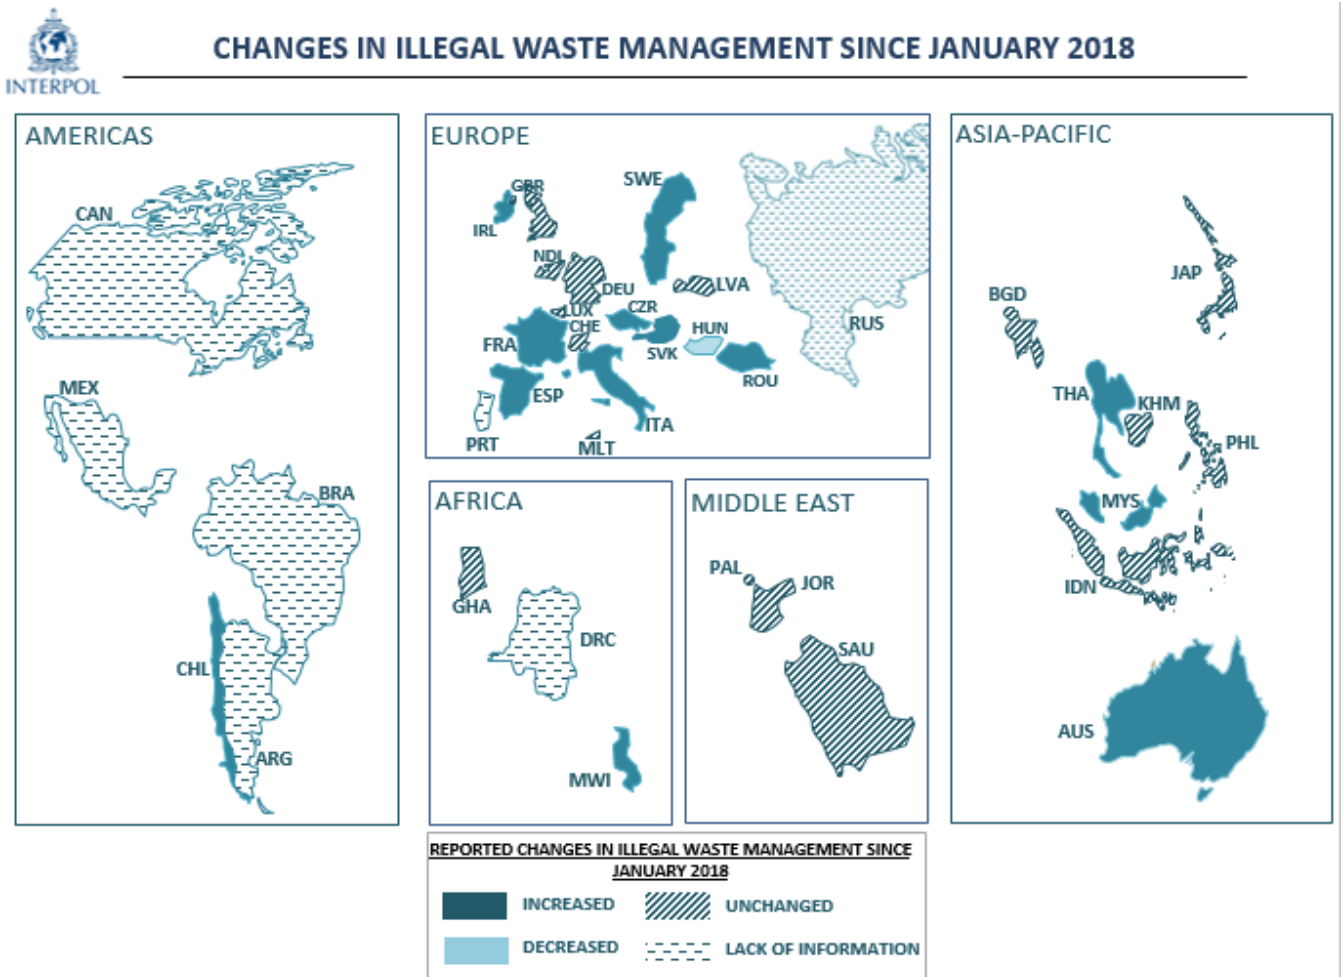 INTERPOL
CHANGES IN ILLEGAL WASTE MANAGEMENT SINCE JANUARY 2018
AMERICAS
CAN
MEX
BRA
CHL
ARG
EUROPE
GBR
SWE
IRL
NDL
DEU
LVA
LUX
CZR
CHE
HUN
RUS
FRA
SVK
ROU
ESP
ITA
PRT
MLT
AFRICA
GHA
DRC
MWI
MIDDLE EAST
PAL
JOR
SAU
ASIA-PACIFIC
JAP
BGD
THA
KHM
PHL
MYS
IDN
AUS
REPORTED CHANGES IN ILLEGAL WASTE MANAGEMENT SINCE
JANUARY 2018
INCREASED
UNCHANGED
DECREASED
LACK OF INFORMATION